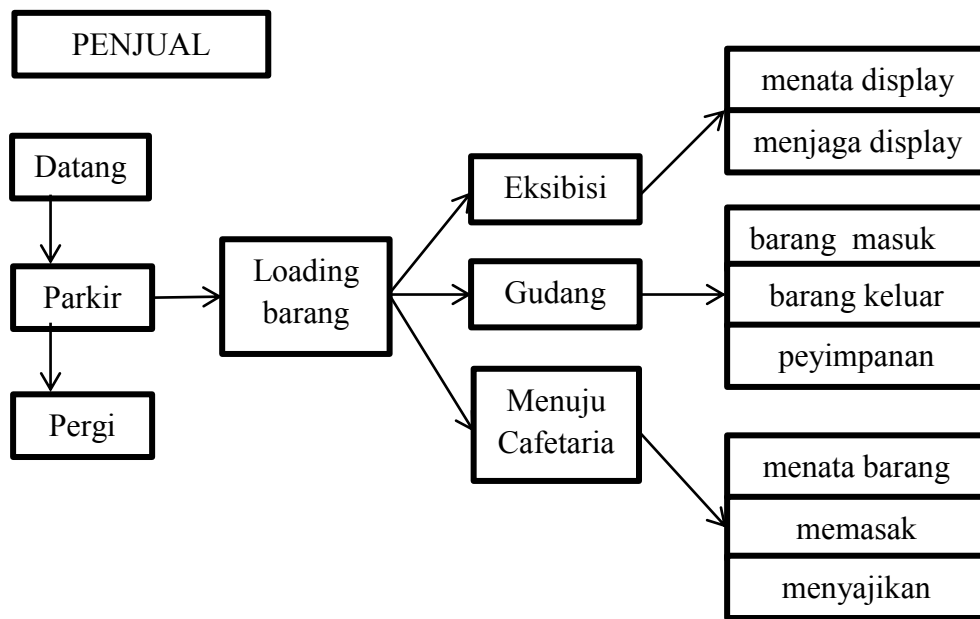 PENJUAL
Datang
Parkir
Pergi
Loading
barang
Eksibisi
Gudang
Menuju
Cafetaria
menata display
menjaga display
barang masuk
barang keluar
peyimpanan
menata barang
memasak
menyajikan